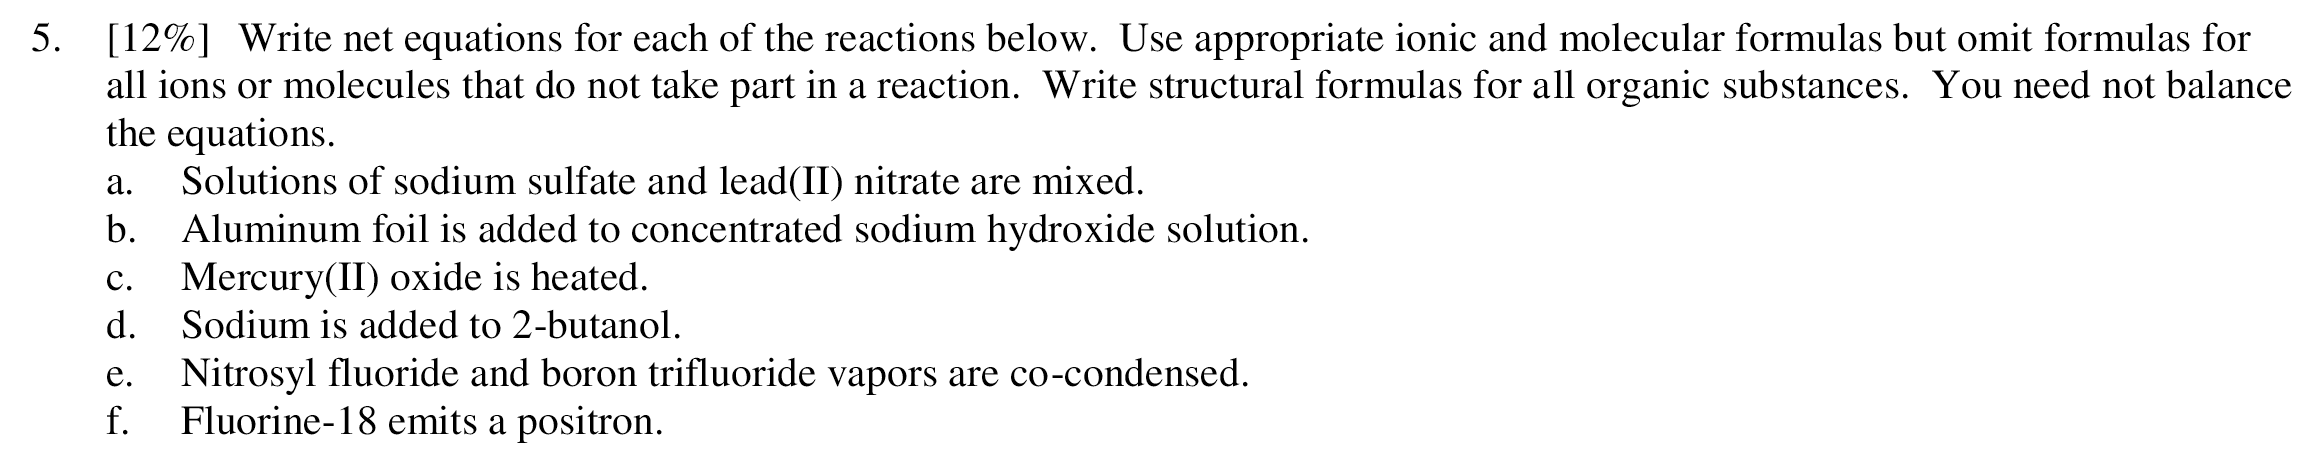 5. [12%] Write net equations for each of the reactions below. Use appropriate ionic and molecular formulas but omit formulas for
all ions or molecules that do not take part in a reaction. Write structural formulas for all organic substances. You need not balance
the equations.
a. Solutions of sodium sulfate and lead(II) nitrate are mixed.
b. Aluminum foil is added to concentrated sodium hydroxide solution.
c. Mercury(II) oxide is heated.
d. Sodium is added to 2-butanol.
e. Nitrosyl fluoride and boron trifluoride vapors are co-condensed.
f. Fluorine-18 emits a positron.